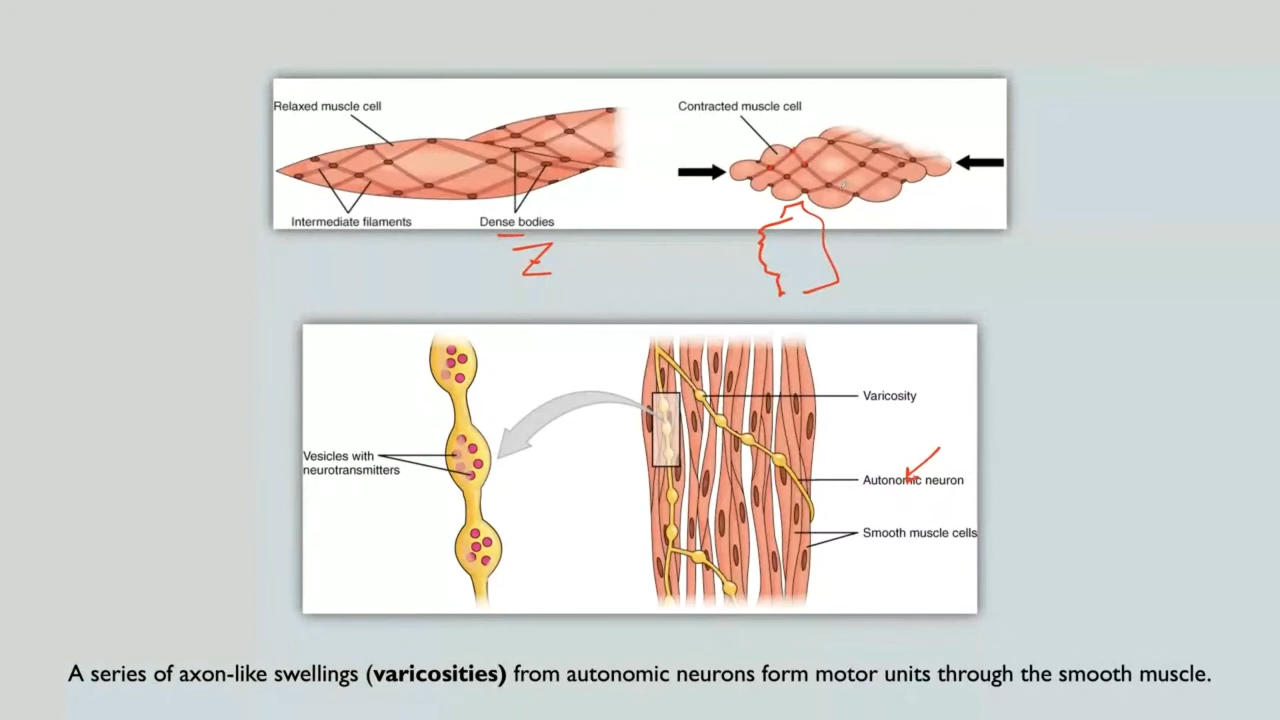 Relaxed muscle cell
Contracted muscle cell
Intermediate filaments
Dense bodies
Z
Varicosity
Vesicles with
neurotransmitters
Autonomic neuron
Smooth muscle cells
A series of axon-like swellings (varicosities) from autonomic neurons form motor units through the smooth muscle.